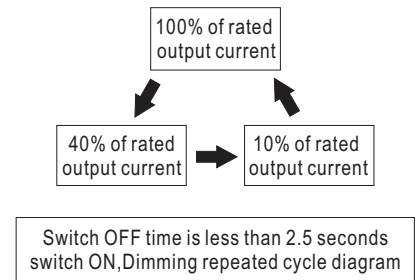 100% of rated
output current
40% of rated
output current
10% of rated
output current
Switch OFF time is less than 2.5 seconds
switch ON,Dimming repeated cycle diagram